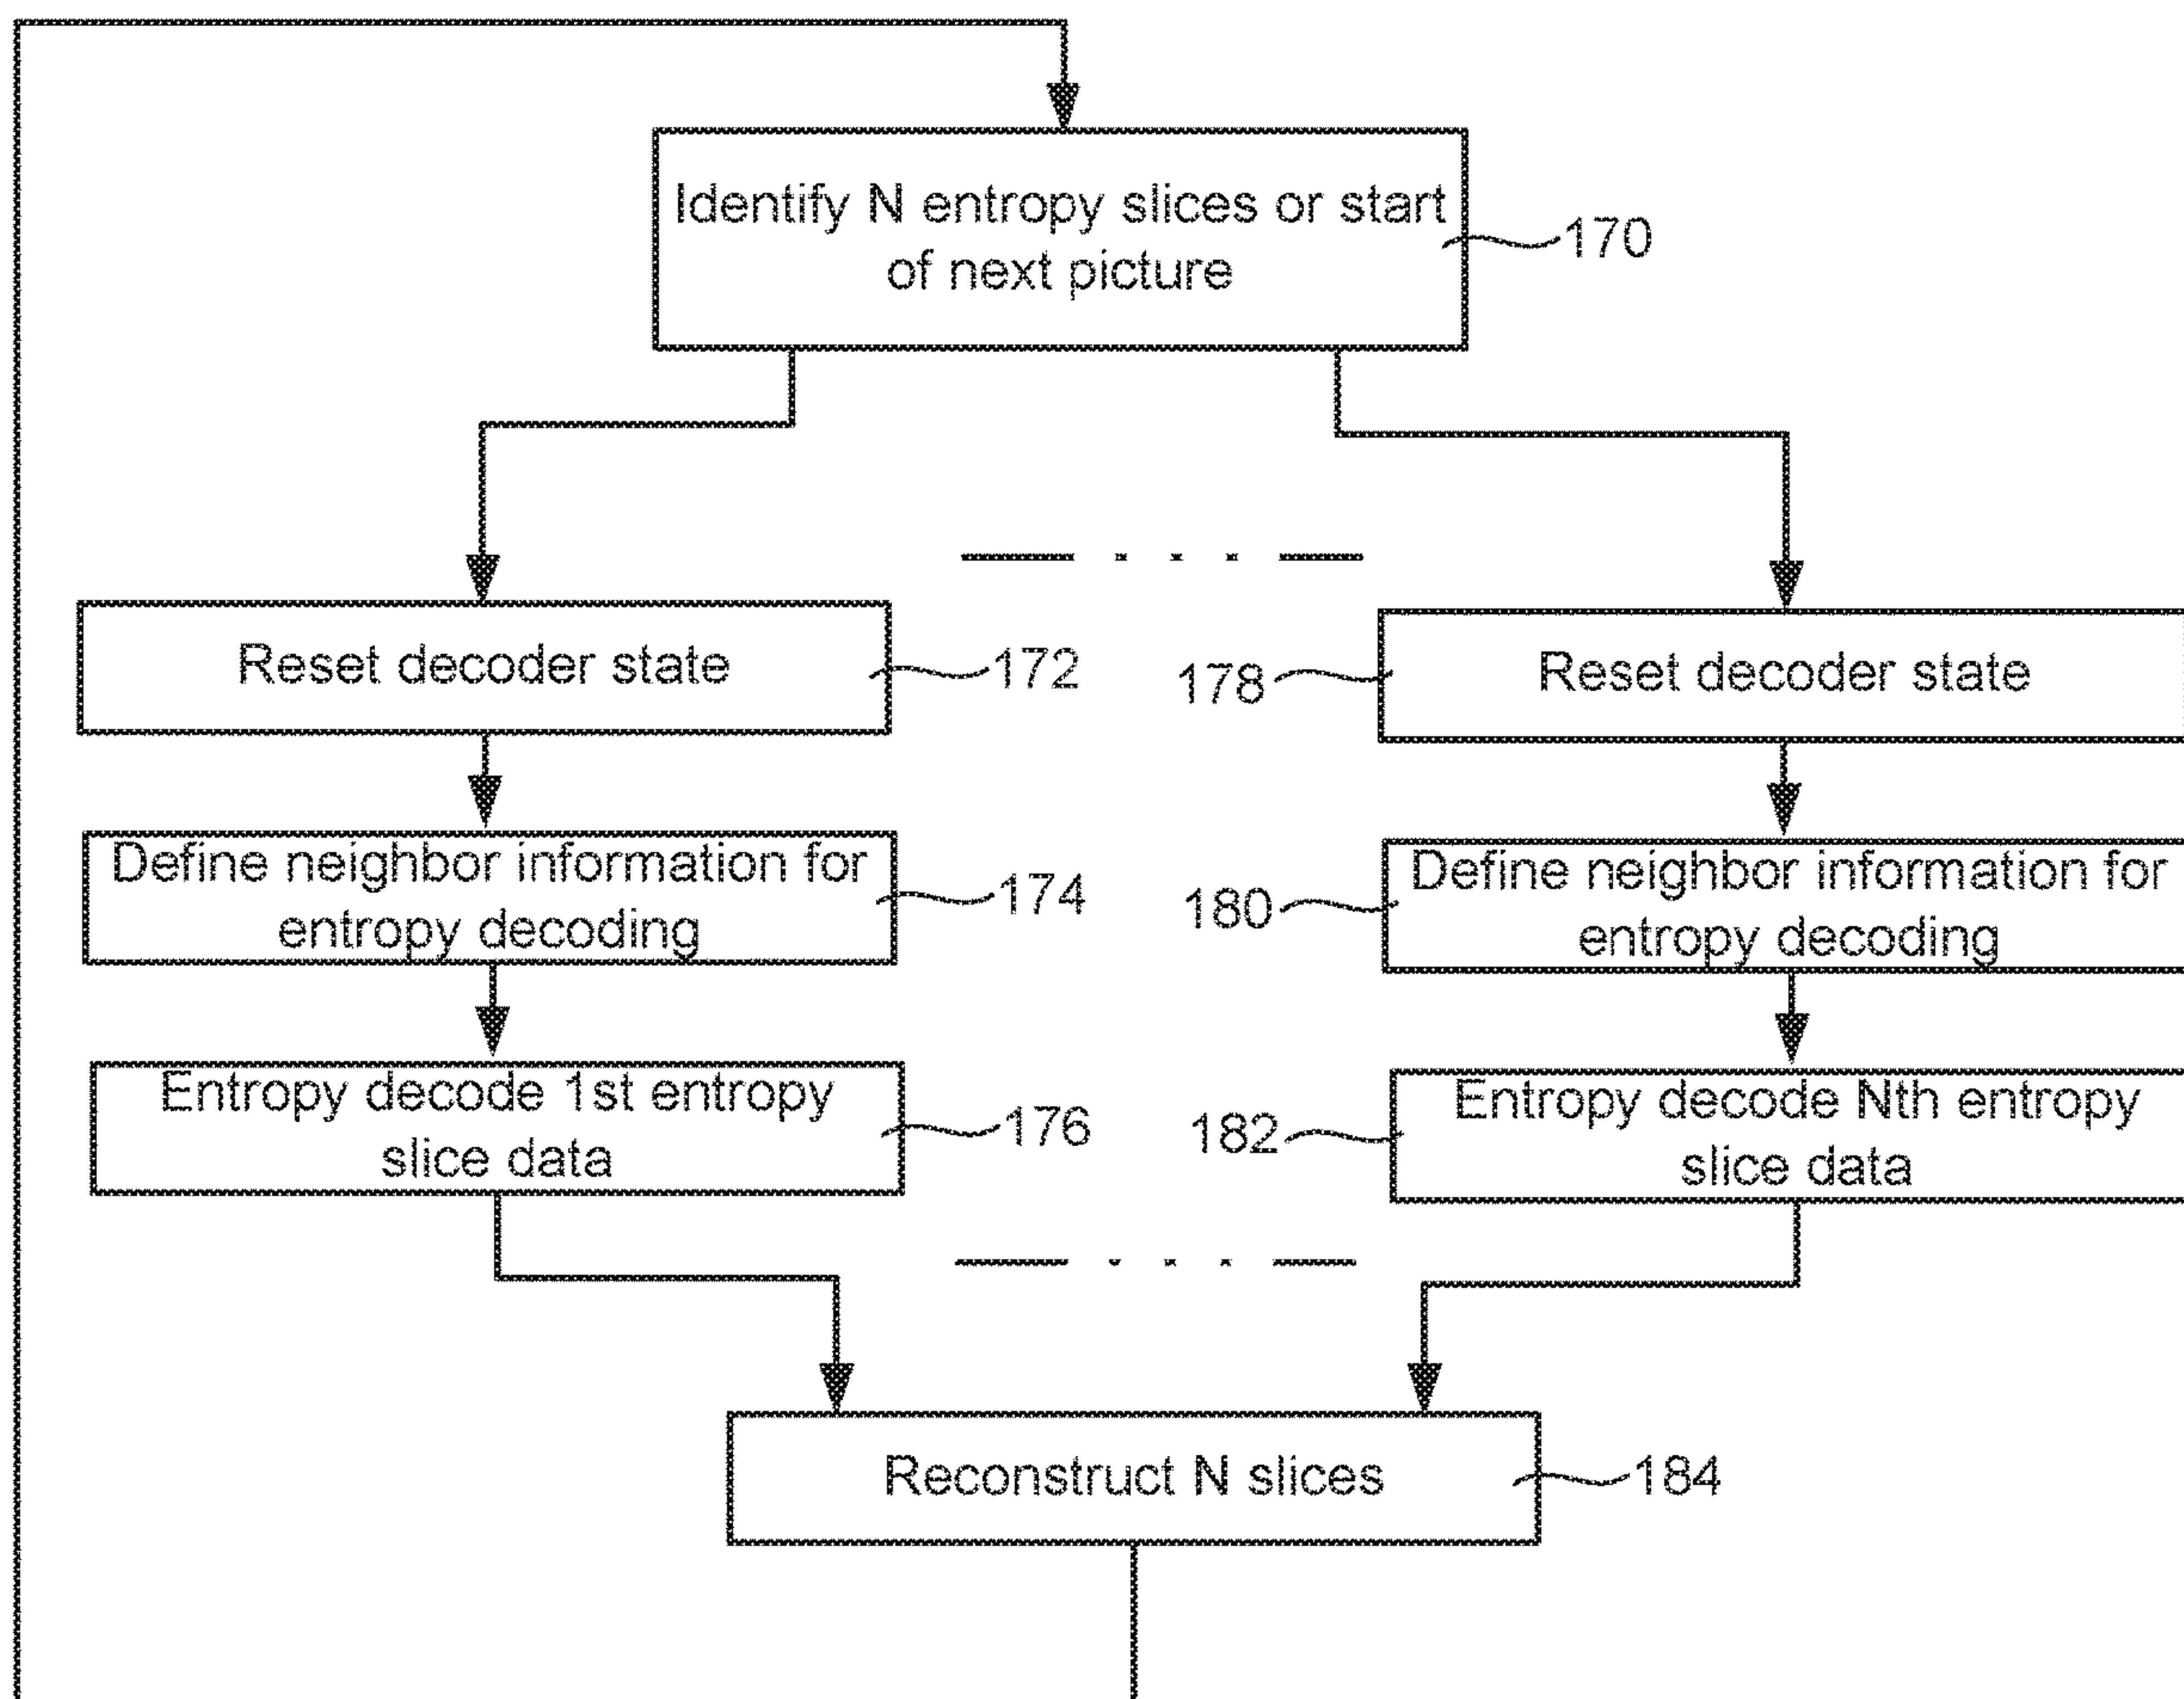 Identify N entropy slices or start
of next picture
170
Reset decoder state
172
178
Reset decoder state
Define neighbor information for
entropy decoding
174
180
Define neighbor information for
entropy decoding
Entropy decode 1st entropy
slice data
176
182
Entropy decode Nth entropy
slice data
Reconstruct N slices
184